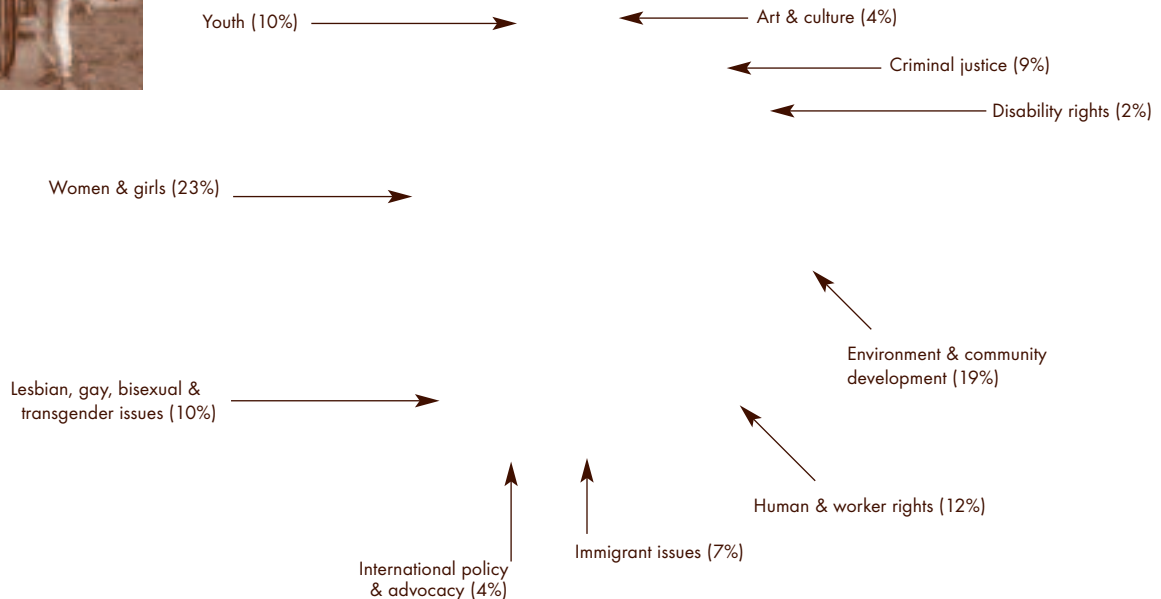 Youth (10%)
Art & culture (4%)
Criminal justice (9%)
Disability rights (2%)
Women & girls (23%)
Environment & community
development (19%)
Lesbian, gay, bisexual &
transgender issues (10%)
Human & worker rights (12%)
Immigrant issues (7%)
International policy
& advocacy (4%)